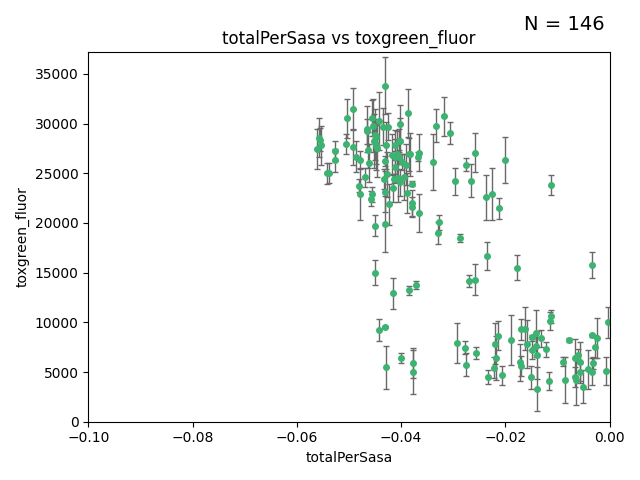 N = 146
totalPerSasa vs toxgreen_fluor
toxgreen_fluor
35000
30000
25000
20000
15000
10000
5000
0
−0.10 −0.08 −0.06 −0.04 −0.02 0.00
totalPerSasa